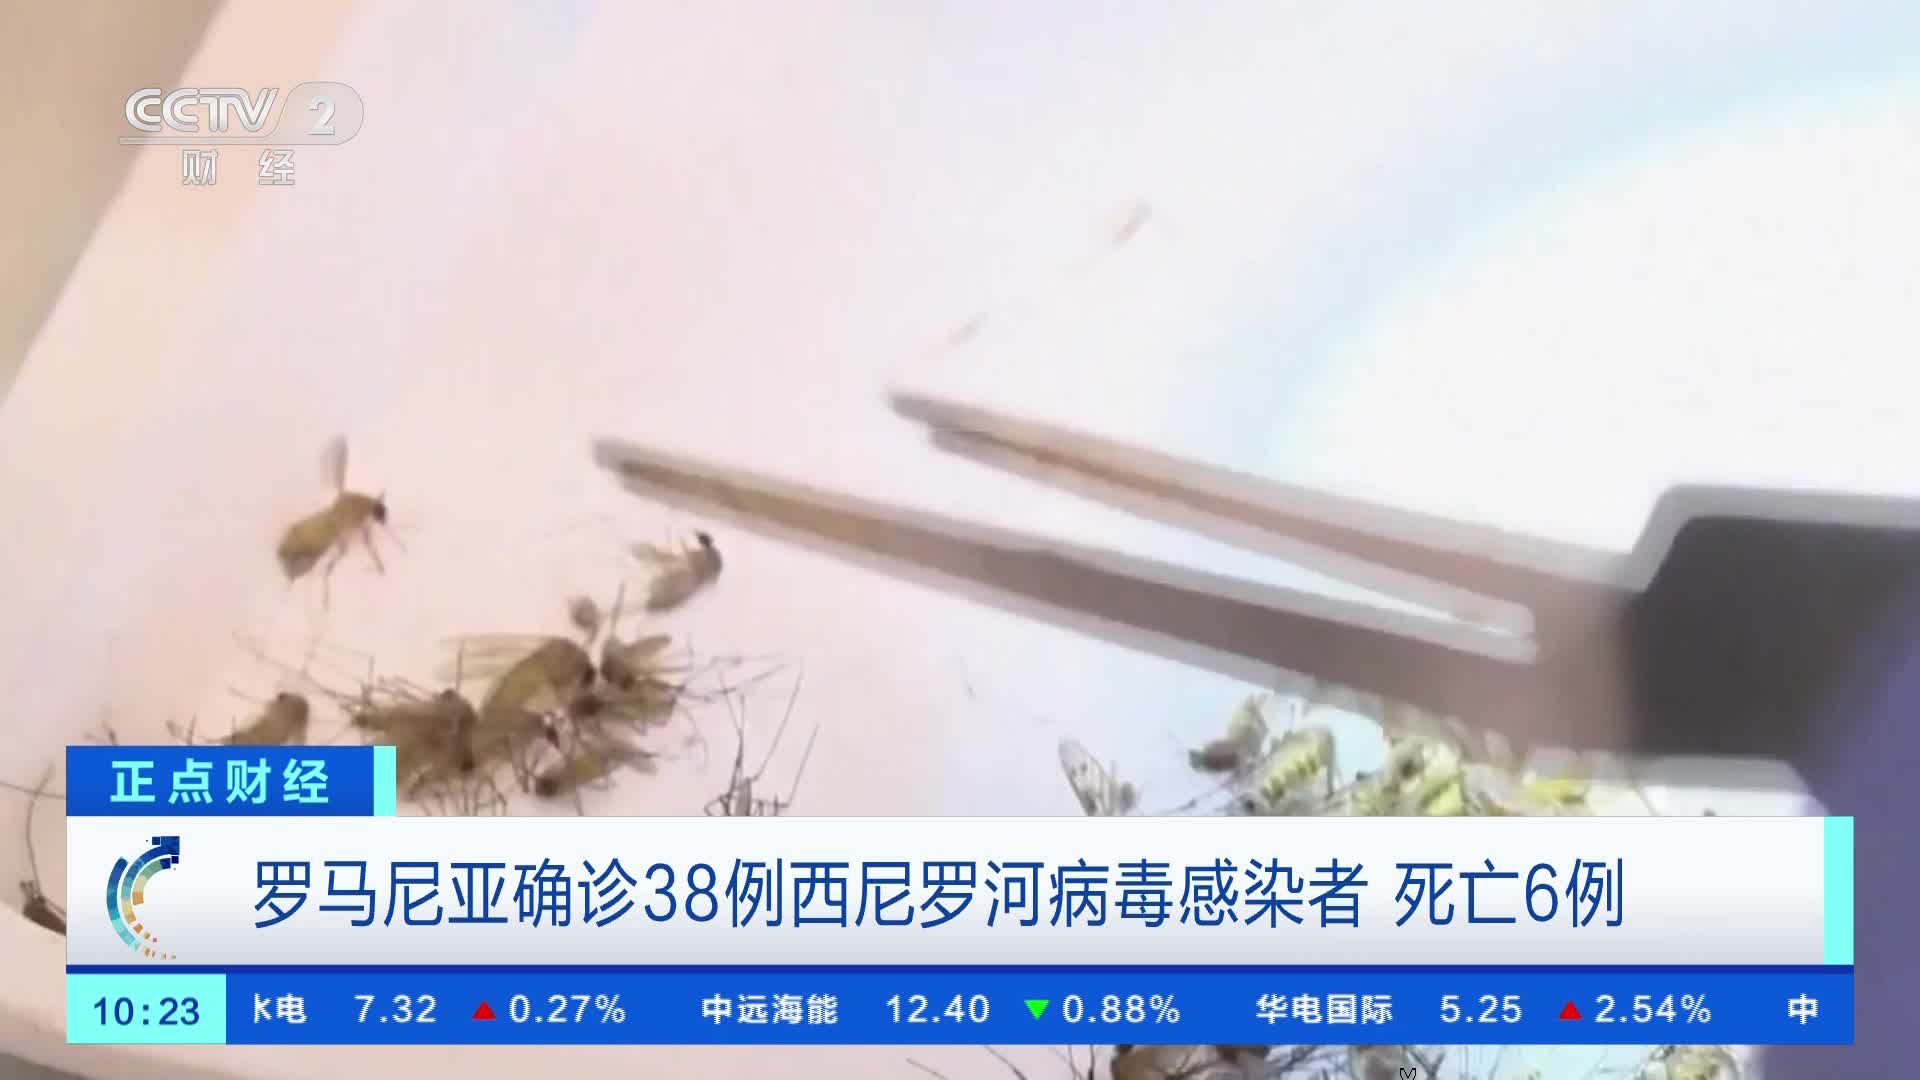 CCTV 2
财 经
正点财经
罗马尼亚确诊38例西尼罗河病毒感染者 死亡6例
10:23 电 7.32 ▲ 0.27% 中远海能 12.40 ▼ 0.88% 华电国际 5.25 ▲ 2.54% 中